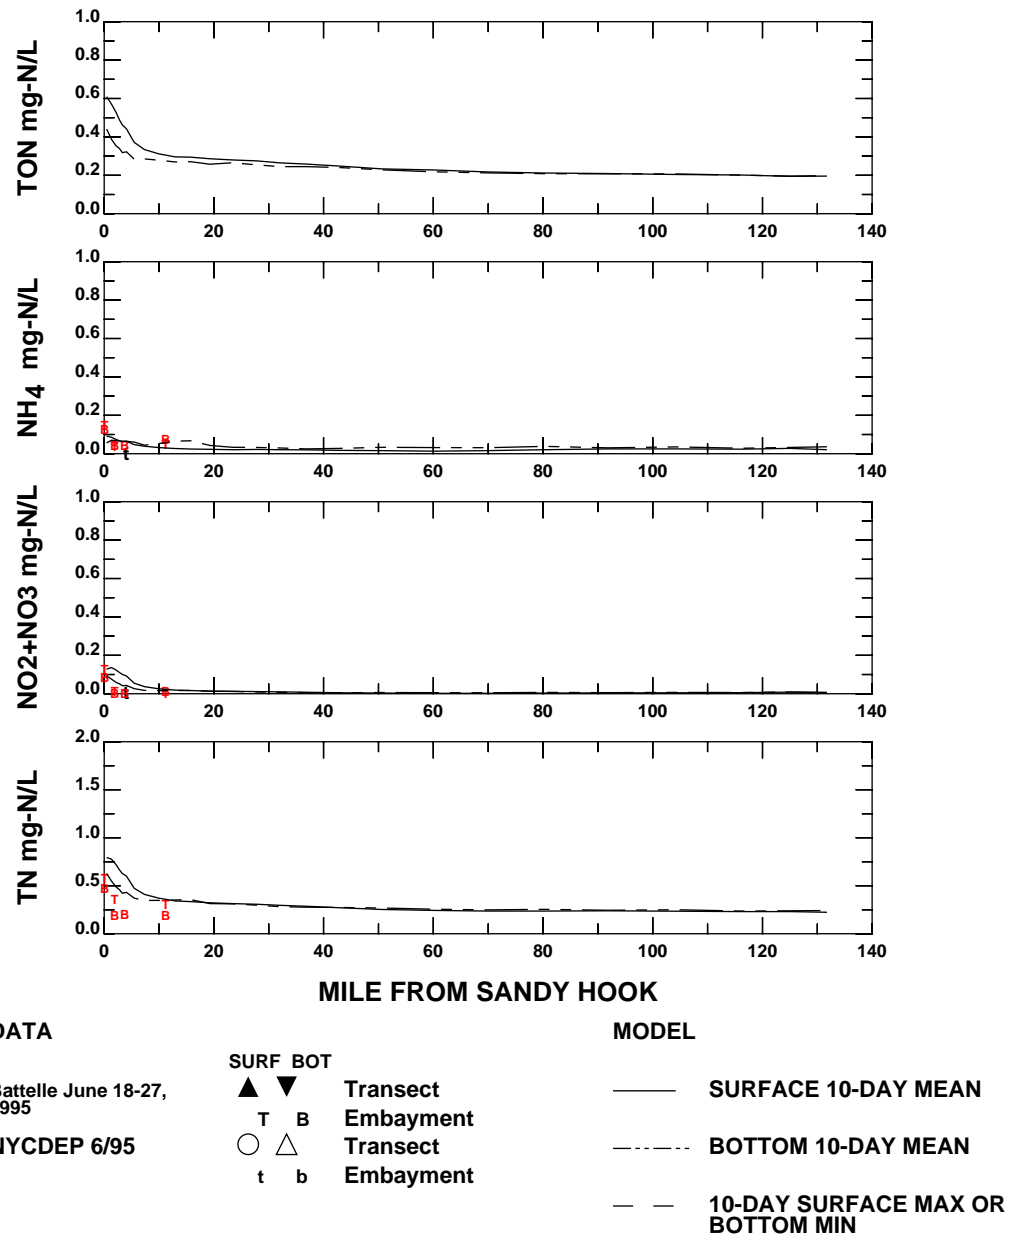 TON mg-N/L
1.0
0.8
0.6
0.4
0.2
0.0
0 20 40 60 80 100 120 140
NH4 mg-N/L
1.0
0.8
0.6
0.4
0.2
0.0
T
B
T
B
B
t
B
T
0 20 40 60 80 100 120 140
NO2+NO3 mg-N/L
1.0
0.8
0.6
0.4
0.2
0.0
T
B
T
B
B
t
B
T
0 20 40 60 80 100 120 140
TN mg-N/L
2.0
1.5
1.0
0.5
0.0
T
B
T
B
B
T
B
0 20 40 60 80 100 120 140
MILE FROM SANDY HOOK
DATA
SURF BOT
Battelle June 18-27,
1995
Transect
T B Embayment
NYCDEP 6/95
Transect
t b Embayment
MODEL
SURFACE 10-DAY MEAN
BOTTOM 10-DAY MEAN
10-DAY SURFACE MAX OR
BOTTOM MIN